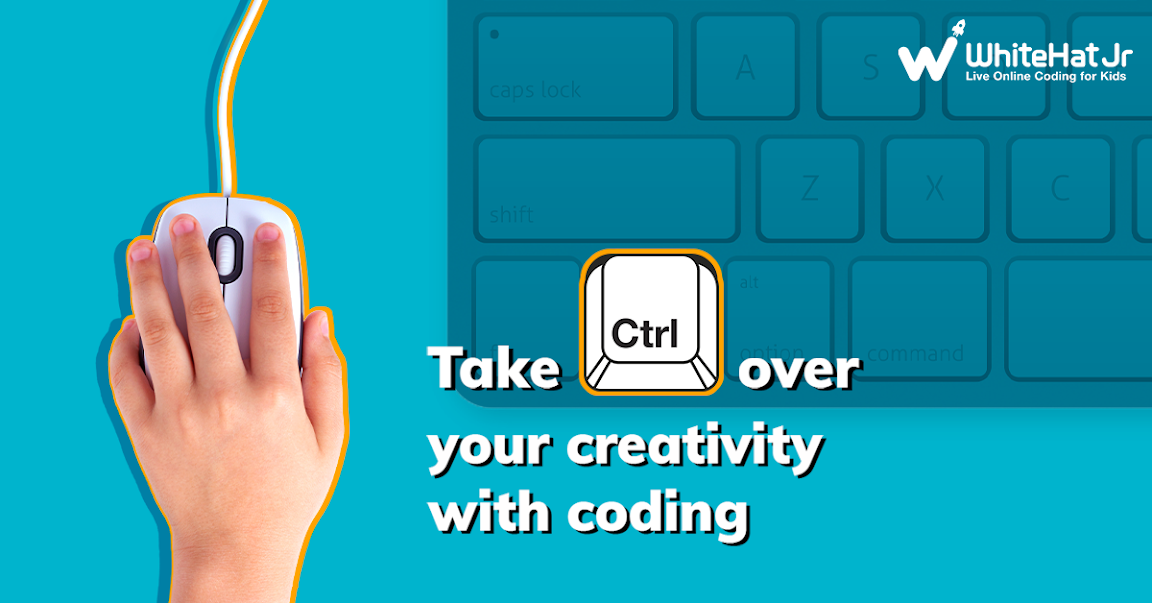 WhiteHat Jr
Live Online Coding for Kids
caps lock
A
S
shift
Z
X
C
alt
option
command
Take Ctrl over
your creativity
with coding